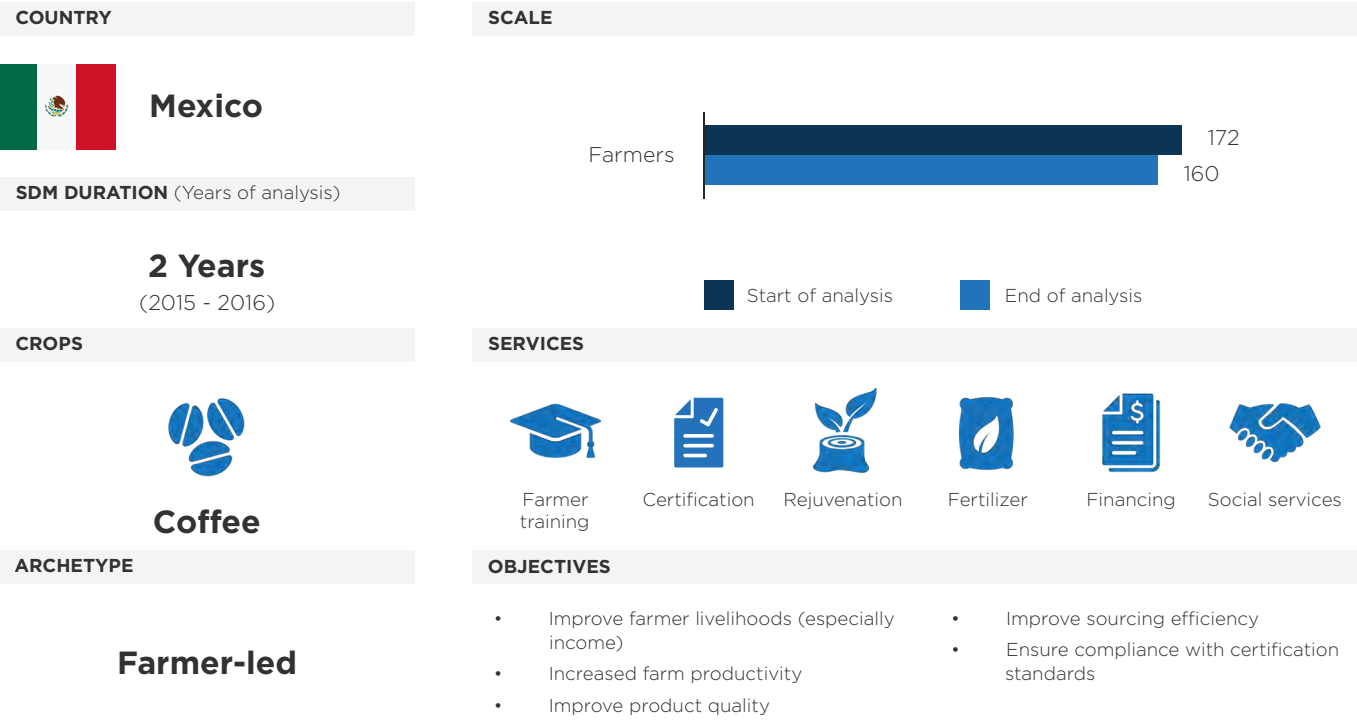 COUNTRY
Mexico
SDM DURATION (Years of analysis)
2 Years
(2015 - 2016)
CROPS
Coffee
ARCHETYPE
Farmer-led
SCALE
Farmers
172
160
Start of analysis
End of analysis
SERVICES
Farmer
training
Certification
Rejuvenation
Fertilizer
$
Financing
Social services
OBJECTIVES
• Improve farmer livelihoods (especially
income)
• Increased farm productivity
• Improve product quality
• Improve sourcing efficiency
• Ensure compliance with certification
standards